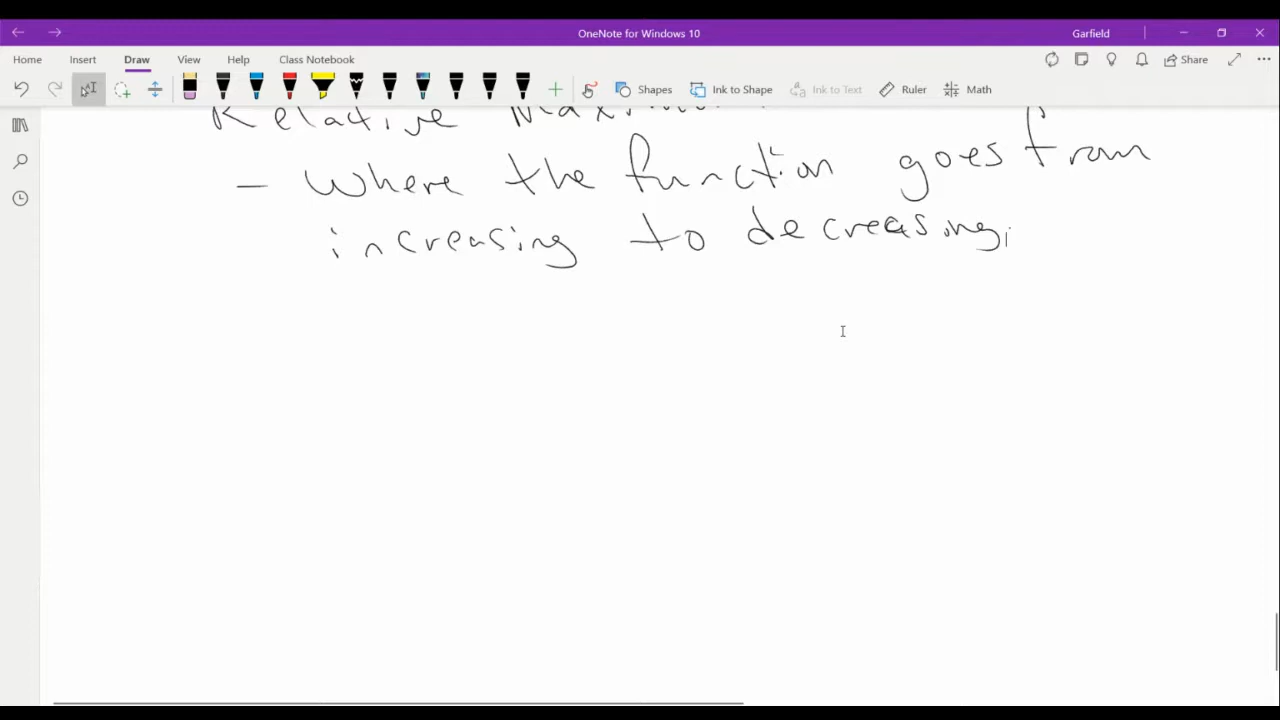 OneNote for Windows 10
Garfield
Home Insert Draw View Help Class Notebook
Share
Shapes Ink to Shape Ink to Text Ruler Math
Relative
- Where the function goes from
increasing to decreasing